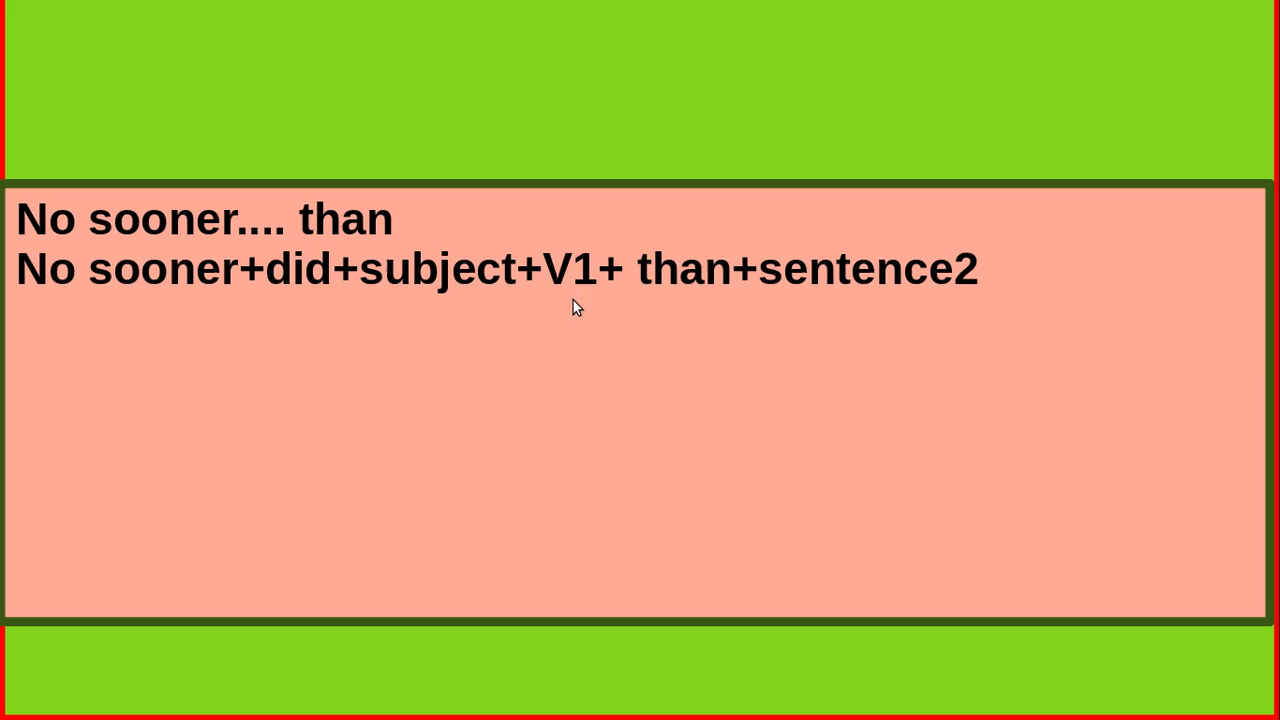 No sooner.... than
No sooner+did+subject+V1+ than+sentence2